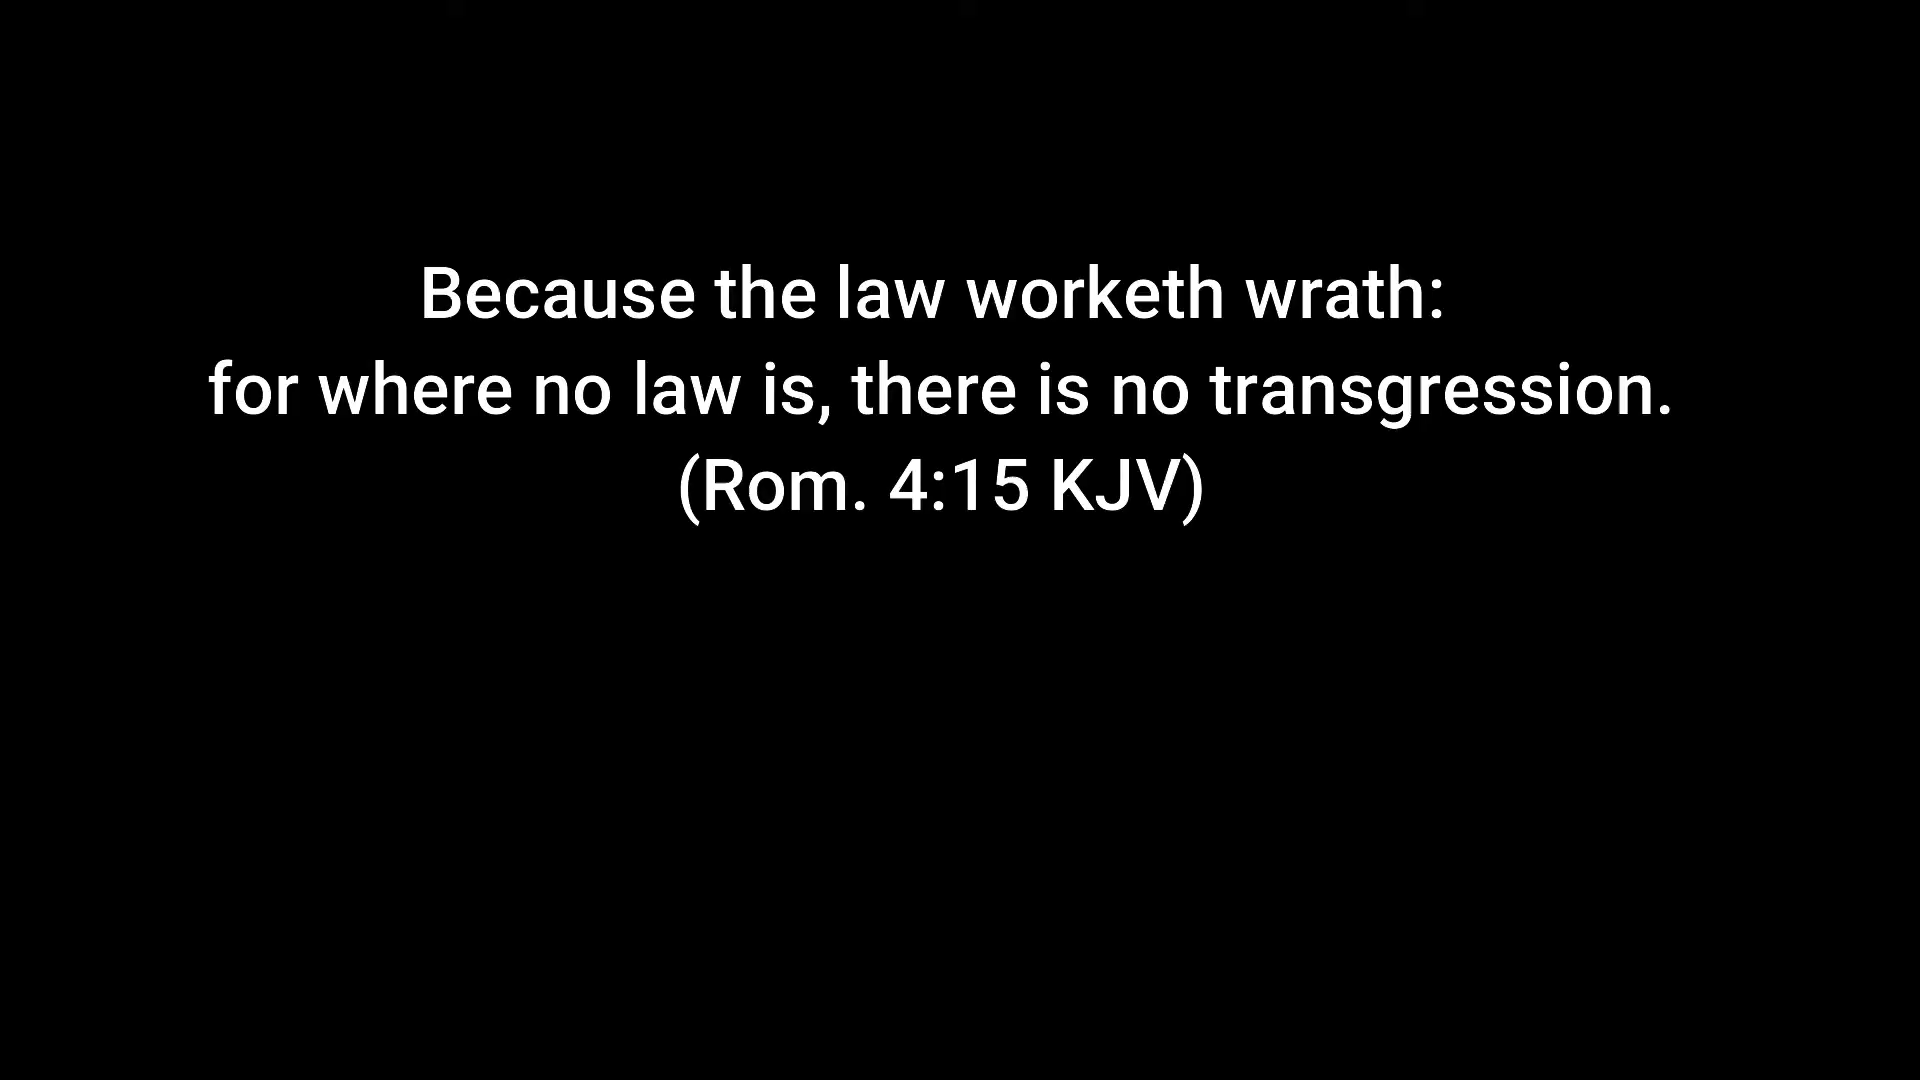 Because the law worketh wrath:
for where no law is, there is no transgression.
(Rom. 4:15 KJV)